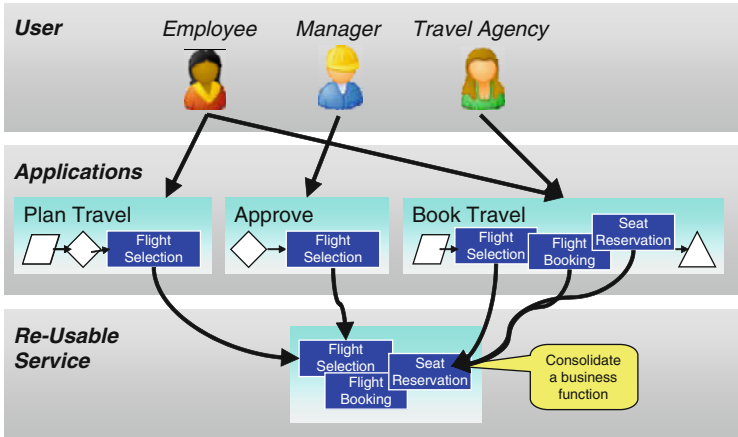 User
Employee
Manager
Travel Agency
Applications
Plan Travel
Flight
Selection
Approve
Flight
Selection
Book Travel
Flight
Selection
Flight
Booking
Seat
Reservation
Re-Usable
Service
Flight
Selection
Flight
Booking
Seat
Reservation
Consolidate
a business
function